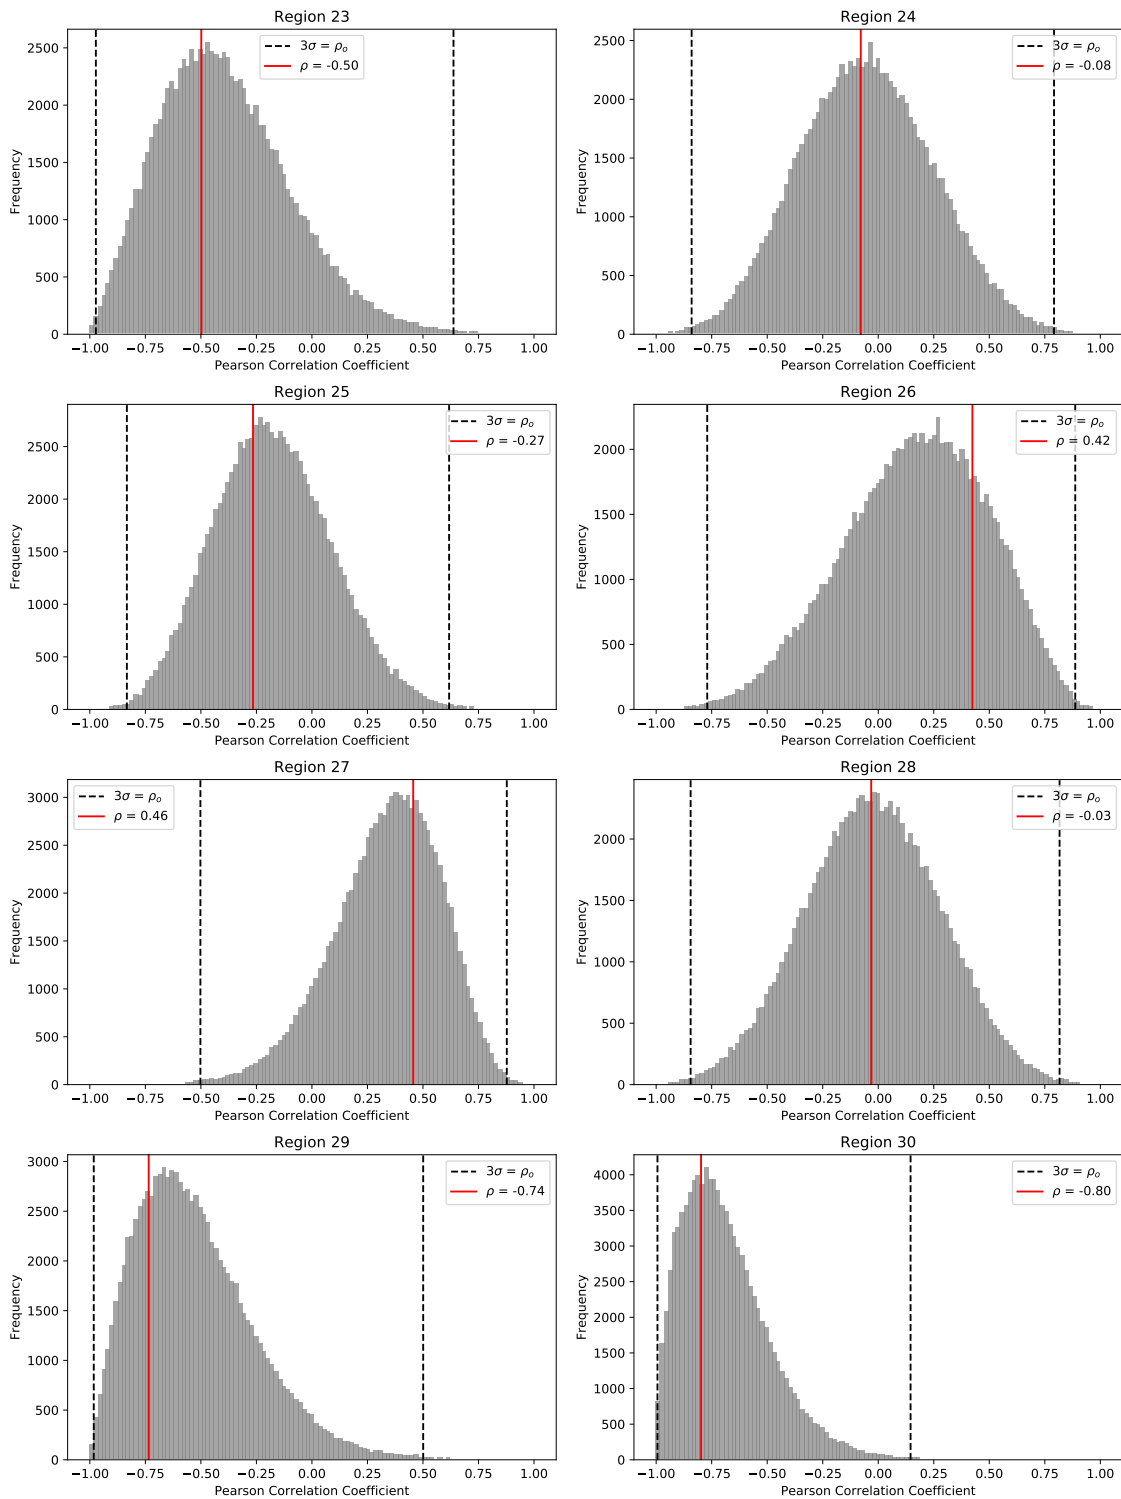 Region 23
2500
2000
1500
1000
500
0
Frequency
3σ = ρₒ
ρ = -0.50
−1.00 −0.75 −0.50 −0.25 0.00 0.25 0.50 0.75 1.00
Pearson Correlation Coefficient
Region 24
2500
2000
1500
1000
500
0
Frequency
3σ = ρₒ
ρ = -0.08
−1.00 −0.75 −0.50 −0.25 0.00 0.25 0.50 0.75 1.00
Pearson Correlation Coefficient
Region 25
2500
2000
1500
1000
500
0
Frequency
3σ = ρₒ
ρ = -0.27
−1.00 −0.75 −0.50 −0.25 0.00 0.25 0.50 0.75 1.00
Pearson Correlation Coefficient
Region 26
2000
1500
1000
500
0
Frequency
3σ = ρₒ
ρ = 0.42
−1.00 −0.75 −0.50 −0.25 0.00 0.25 0.50 0.75 1.00
Pearson Correlation Coefficient
Region 27
3000
2500
2000
1500
1000
500
0
Frequency
3σ = ρₒ
ρ = 0.46
−1.00 −0.75 −0.50 −0.25 0.00 0.25 0.50 0.75 1.00
Pearson Correlation Coefficient
Region 28
2000
1500
1000
500
0
Frequency
3σ = ρₒ
ρ = -0.03
−1.00 −0.75 −0.50 −0.25 0.00 0.25 0.50 0.75 1.00
Pearson Correlation Coefficient
Region 29
3000
2500
2000
1500
1000
500
0
Frequency
3σ = ρₒ
ρ = -0.74
−1.00 −0.75 −0.50 −0.25 0.00 0.25 0.50 0.75 1.00
Pearson Correlation Coefficient
Region 30
4000
3500
3000
2500
2000
1500
1000
500
0
Frequency
3σ = ρₒ
ρ = -0.80
−1.00 −0.75 −0.50 −0.25 0.00 0.25 0.50 0.75 1.00
Pearson Correlation Coefficient